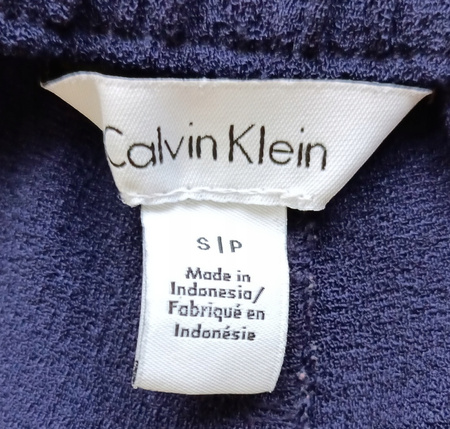 Calvin Klein
S/P
Made in
Indonesia/
Fabriqué en
Indonésie